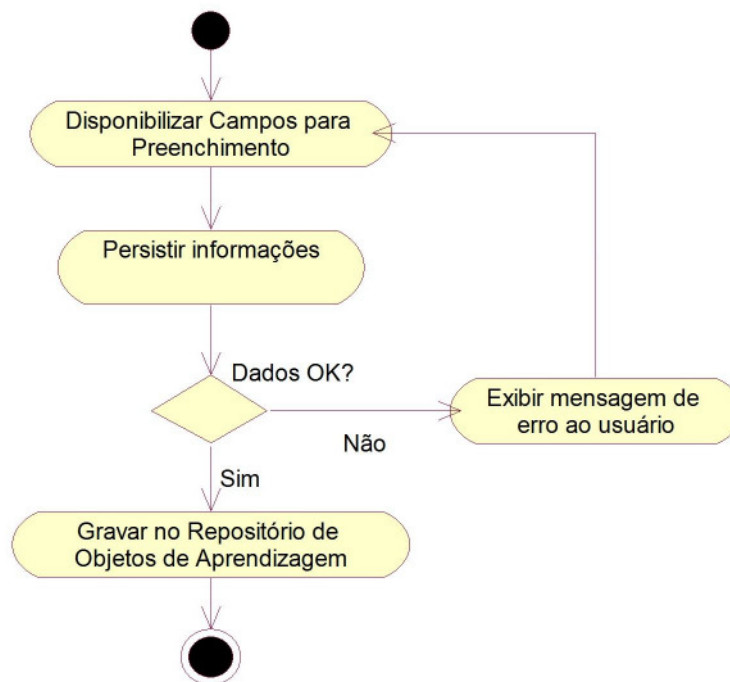 Disponibilizar Campos para
Preenchimento
Persistir informações
Dados OK?
Exibir mensagem de
erro ao usuário
Não
Sim
Gravar no Repositório de
Objetos de Aprendizagem